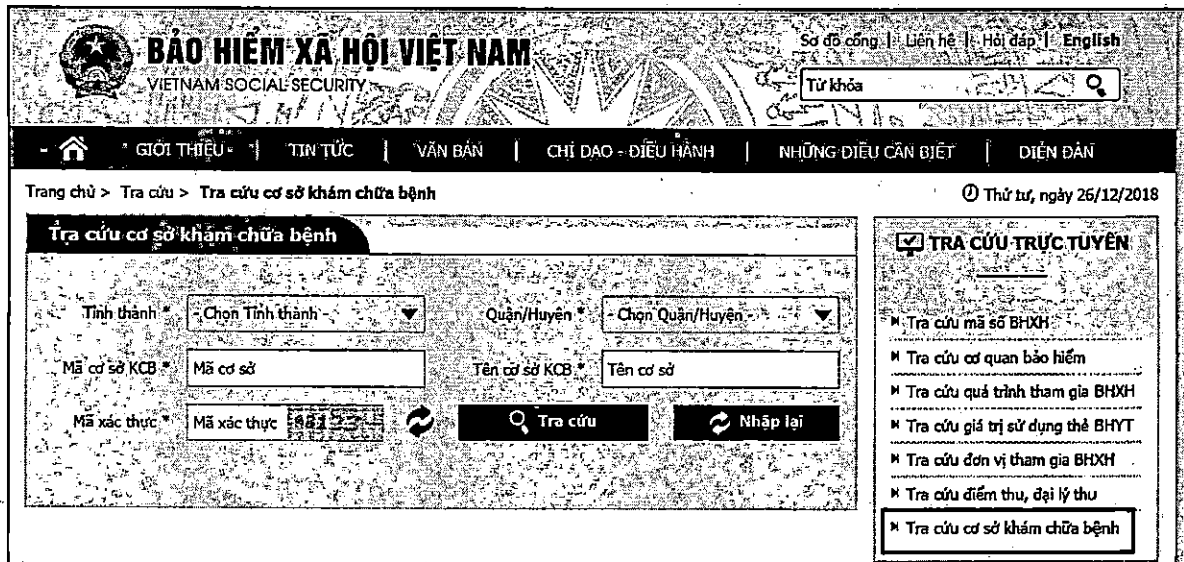 BẢO HIỂM XÃ HỘI VIỆT NAM
VIETNAM SOCIAL SECURITY
Sơ đồ cổng | Liên hệ | Hỏi đáp | English
Từ khóa
GIỚI THIỆU | TIN TỨC | VĂN BẢN | CHỈ DẠO - ĐIỀU HÀNH | NHỮNG ĐIỀU CẦN BIẾT | DIỄN ĐÀN
Trang chủ > Tra cứu > Tra cứu cơ sở khám chữa bệnh
Thứ tư, ngày 26/12/2018
Tra cứu cơ sở khám chữa bệnh
Tỉnh thành * - Chọn Tỉnh thành - Quận/Huyện * - Chọn Quận/Huyện -
Mã cơ sở KCB * Mã cơ sở Tên cơ sở KCB * Tên cơ sở
Mã xác thực * Mã xác thực Tra cứu Nhập lại
TRA CỨU TRỰC TUYẾN
Tra cứu mã số BHXH
Tra cứu cơ quan bảo hiểm
Tra cứu quá trình tham gia BHXH
Tra cứu giá trị sử dụng thẻ BHYT
Tra cứu đơn vị tham gia BHXH
Tra cứu điểm thu, đại lý thu
Tra cứu cơ sở khám chữa bệnh